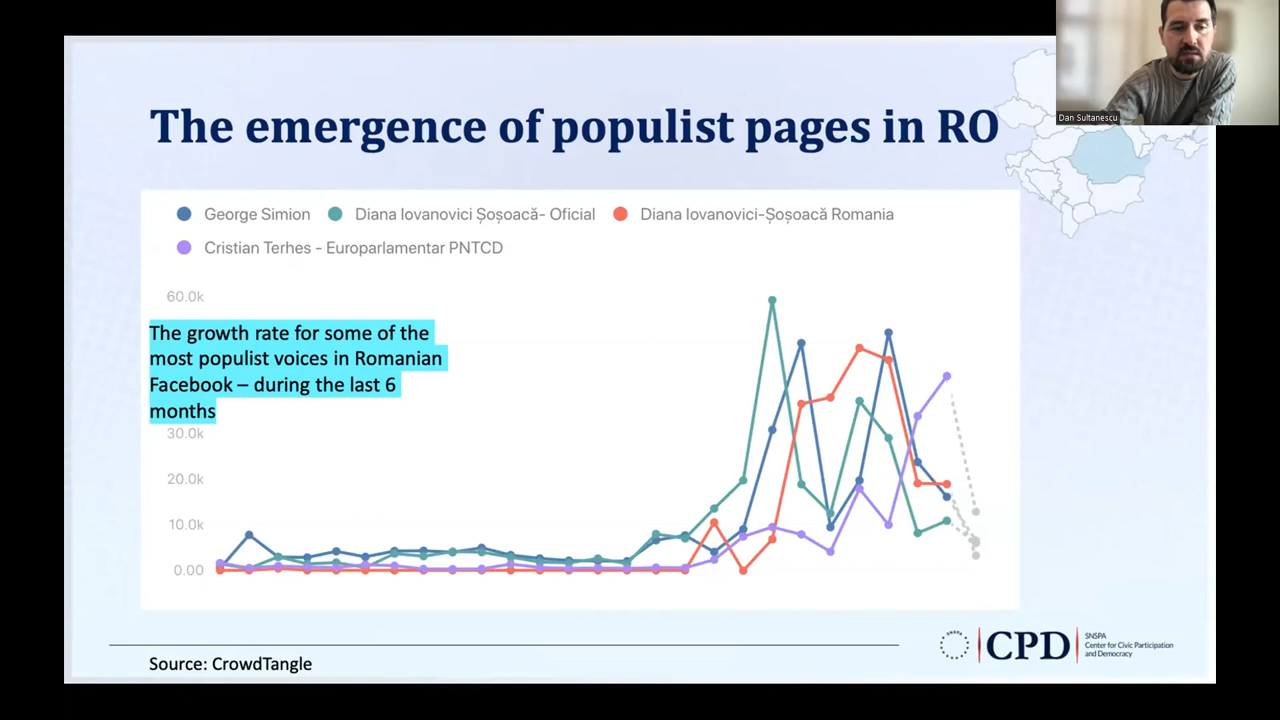 The emergence of populist pages in RO
Dan Sultanescu
George Simion
Diana Iovanovici Șoșoacă- Oficial
Diana Iovanovici-Șoșoacă Romania
Cristian Terhes - Europarlamentar PNTCD
60.0k
The growth rate for some of the
most populist voices in Romanian
Facebook – during the last 6
months
30.0k
20.0k
10.0k
0.00
Source: CrowdTangle
SNSPA
CPD
SNSPA
Center for Civic Participation
and Democracy